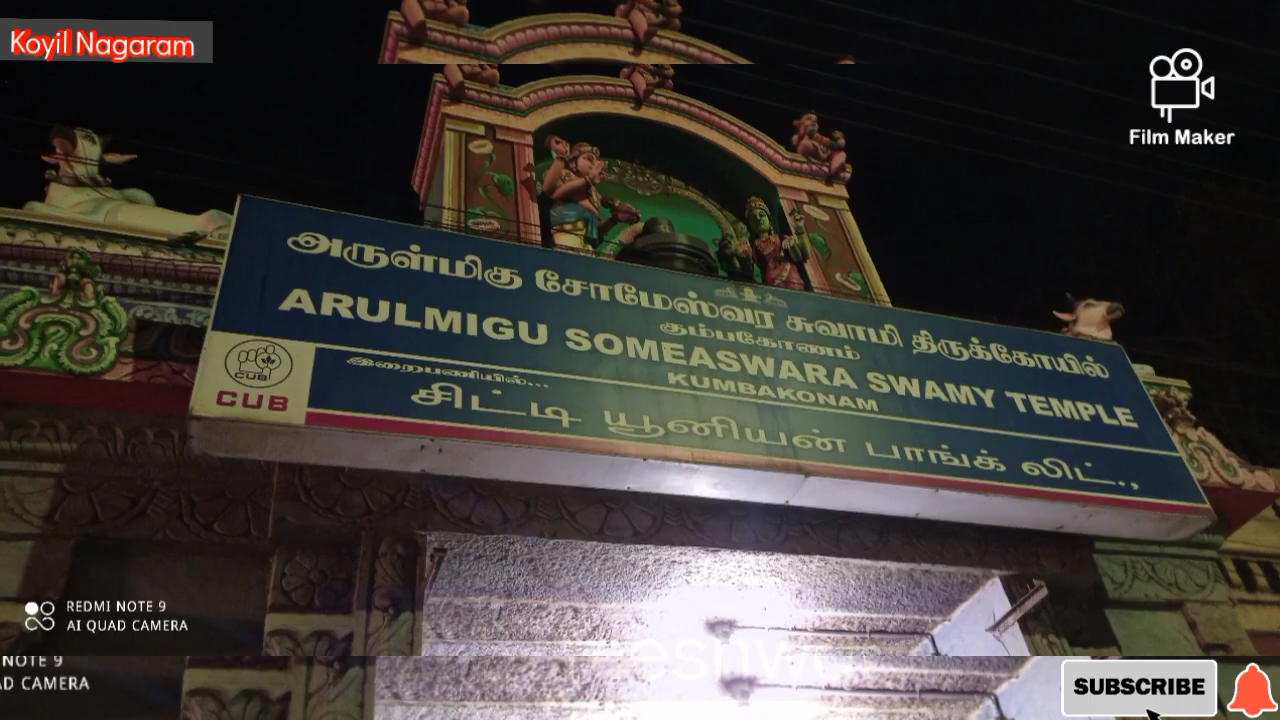 Koyil Nagaram
Film Maker
அருள்மிகு சோமேஸ்வர சுவாமி திருக்கோயில்
கும்பகோணம்
ARULMIGU SOMEASWARA SWAMY TEMPLE
KUMBAKONAM
CUB
CUB
இறைபணியில்...
சிட்டி யூனியன் பாங்க் லிட்.,
REDMI NOTE 9
AI QUAD CAMERA
NOTE 9
CAMERA
SUBSCRIBE